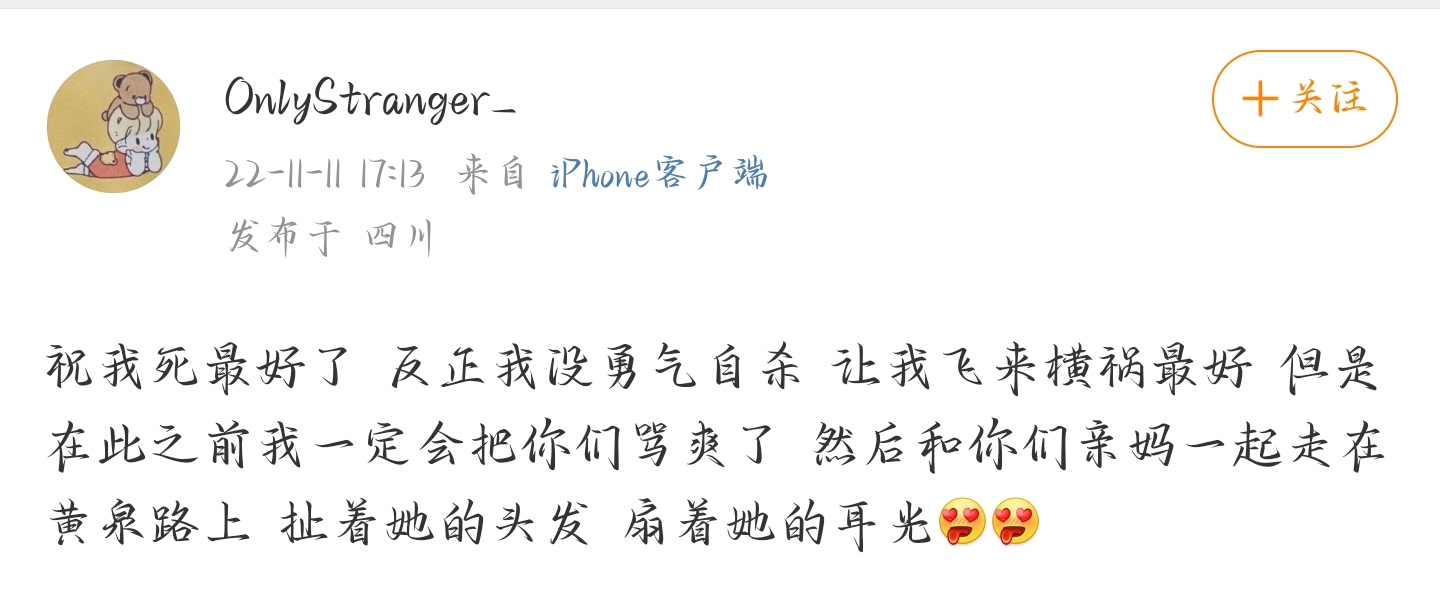 OnlyStranger_
+关注
22-11-11 17:13 来自 iPhone客户端
发布于 四川
祝我死最好了 反正我没勇气自杀 让我飞来横祸最好 但是
在此之前我一定会把你们骂爽了 然后和你们亲妈一起走在
黄泉路上 扯着她的头发 扇着她的耳光